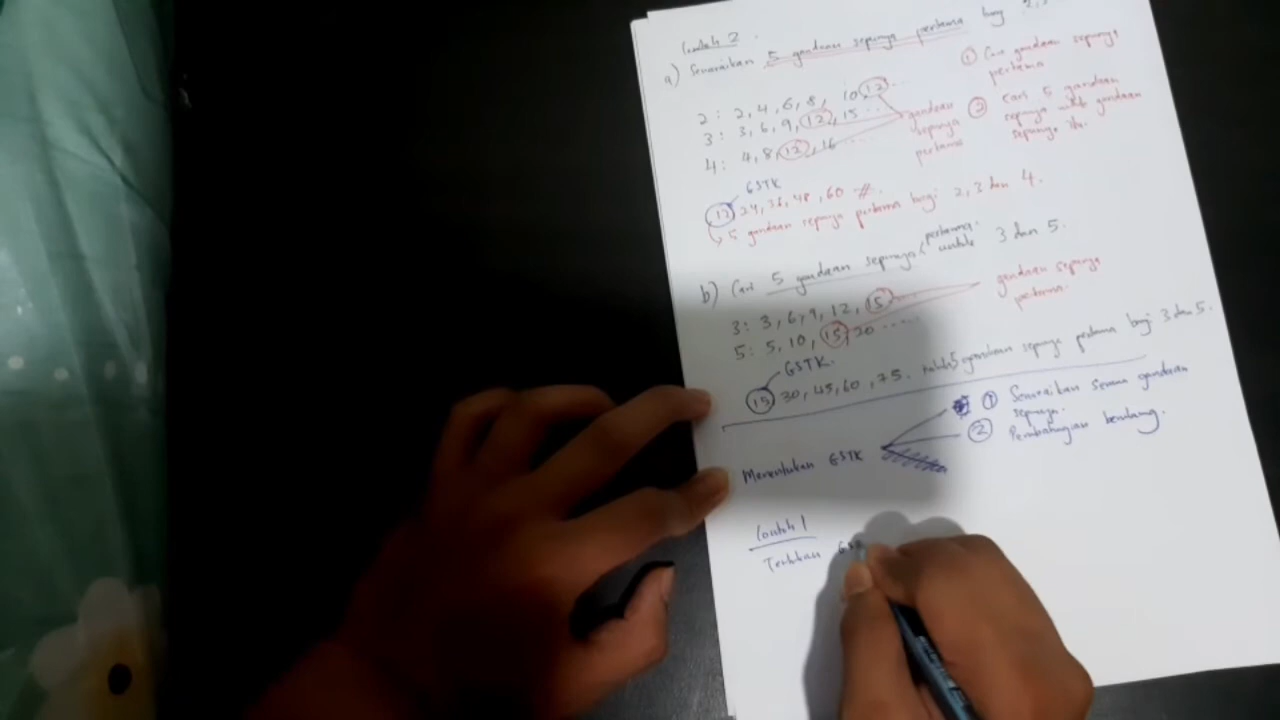 Contoh 2
a) Senaraikan 5 gandaan sepunya pertama bagi 2, 3
① Cari gandaan sepunya
pertama
2 : 2, 4, 6, 8, 10, 12 ...
3 : 3, 6, 9, 12, 15 ...
4 : 4, 8, 12, 16 ...
gandaan
sepunya
pertama
② Cari 5 gandaan
sepunya gandaan
sepunya itu.
GSTK
12, 24, 36, 48, 60 #.
5 gandaan sepunya pertama bagi 2, 3 dan 4.
b) Cari 5 gandaan sepunya pertama untuk 3 dan 5.
3 : 3, 6, 9, 12, 15
5 : 5, 10, 15, 20 .....
gandaan sepunya
pertama.
GSTK.
15, 30, 45, 60, 75. 5 gandaan sepunya pertama bagi 3 dan 5.
Menentukan GSTK
① Senaraikan semua gandaan
sepunya.
② Pembahagian berulang.
Contoh 1
Tentukan GS